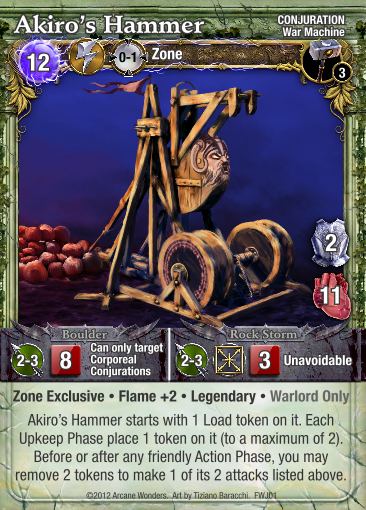 Akiro's Hammer
CONJURATION
War Machine
12
0-1
Zone
3
2
11
Boulder
2-3
8
Can only target
Corporeal
Conjurations
Rock Storm
2-3
3
Unavoidable
Zone Exclusive • Flame +2 • Legendary • Warlord Only
Akiro's Hammer starts with 1 Load token on it. Each
Upkeep Phase place 1 token on it (to a maximum of 2).
Before or after any friendly Action Phase, you may
remove 2 tokens to make 1 of its 2 attacks listed above.
©2012 Arcane Wonders. Art by Tiziano Baracchi. FWJ01